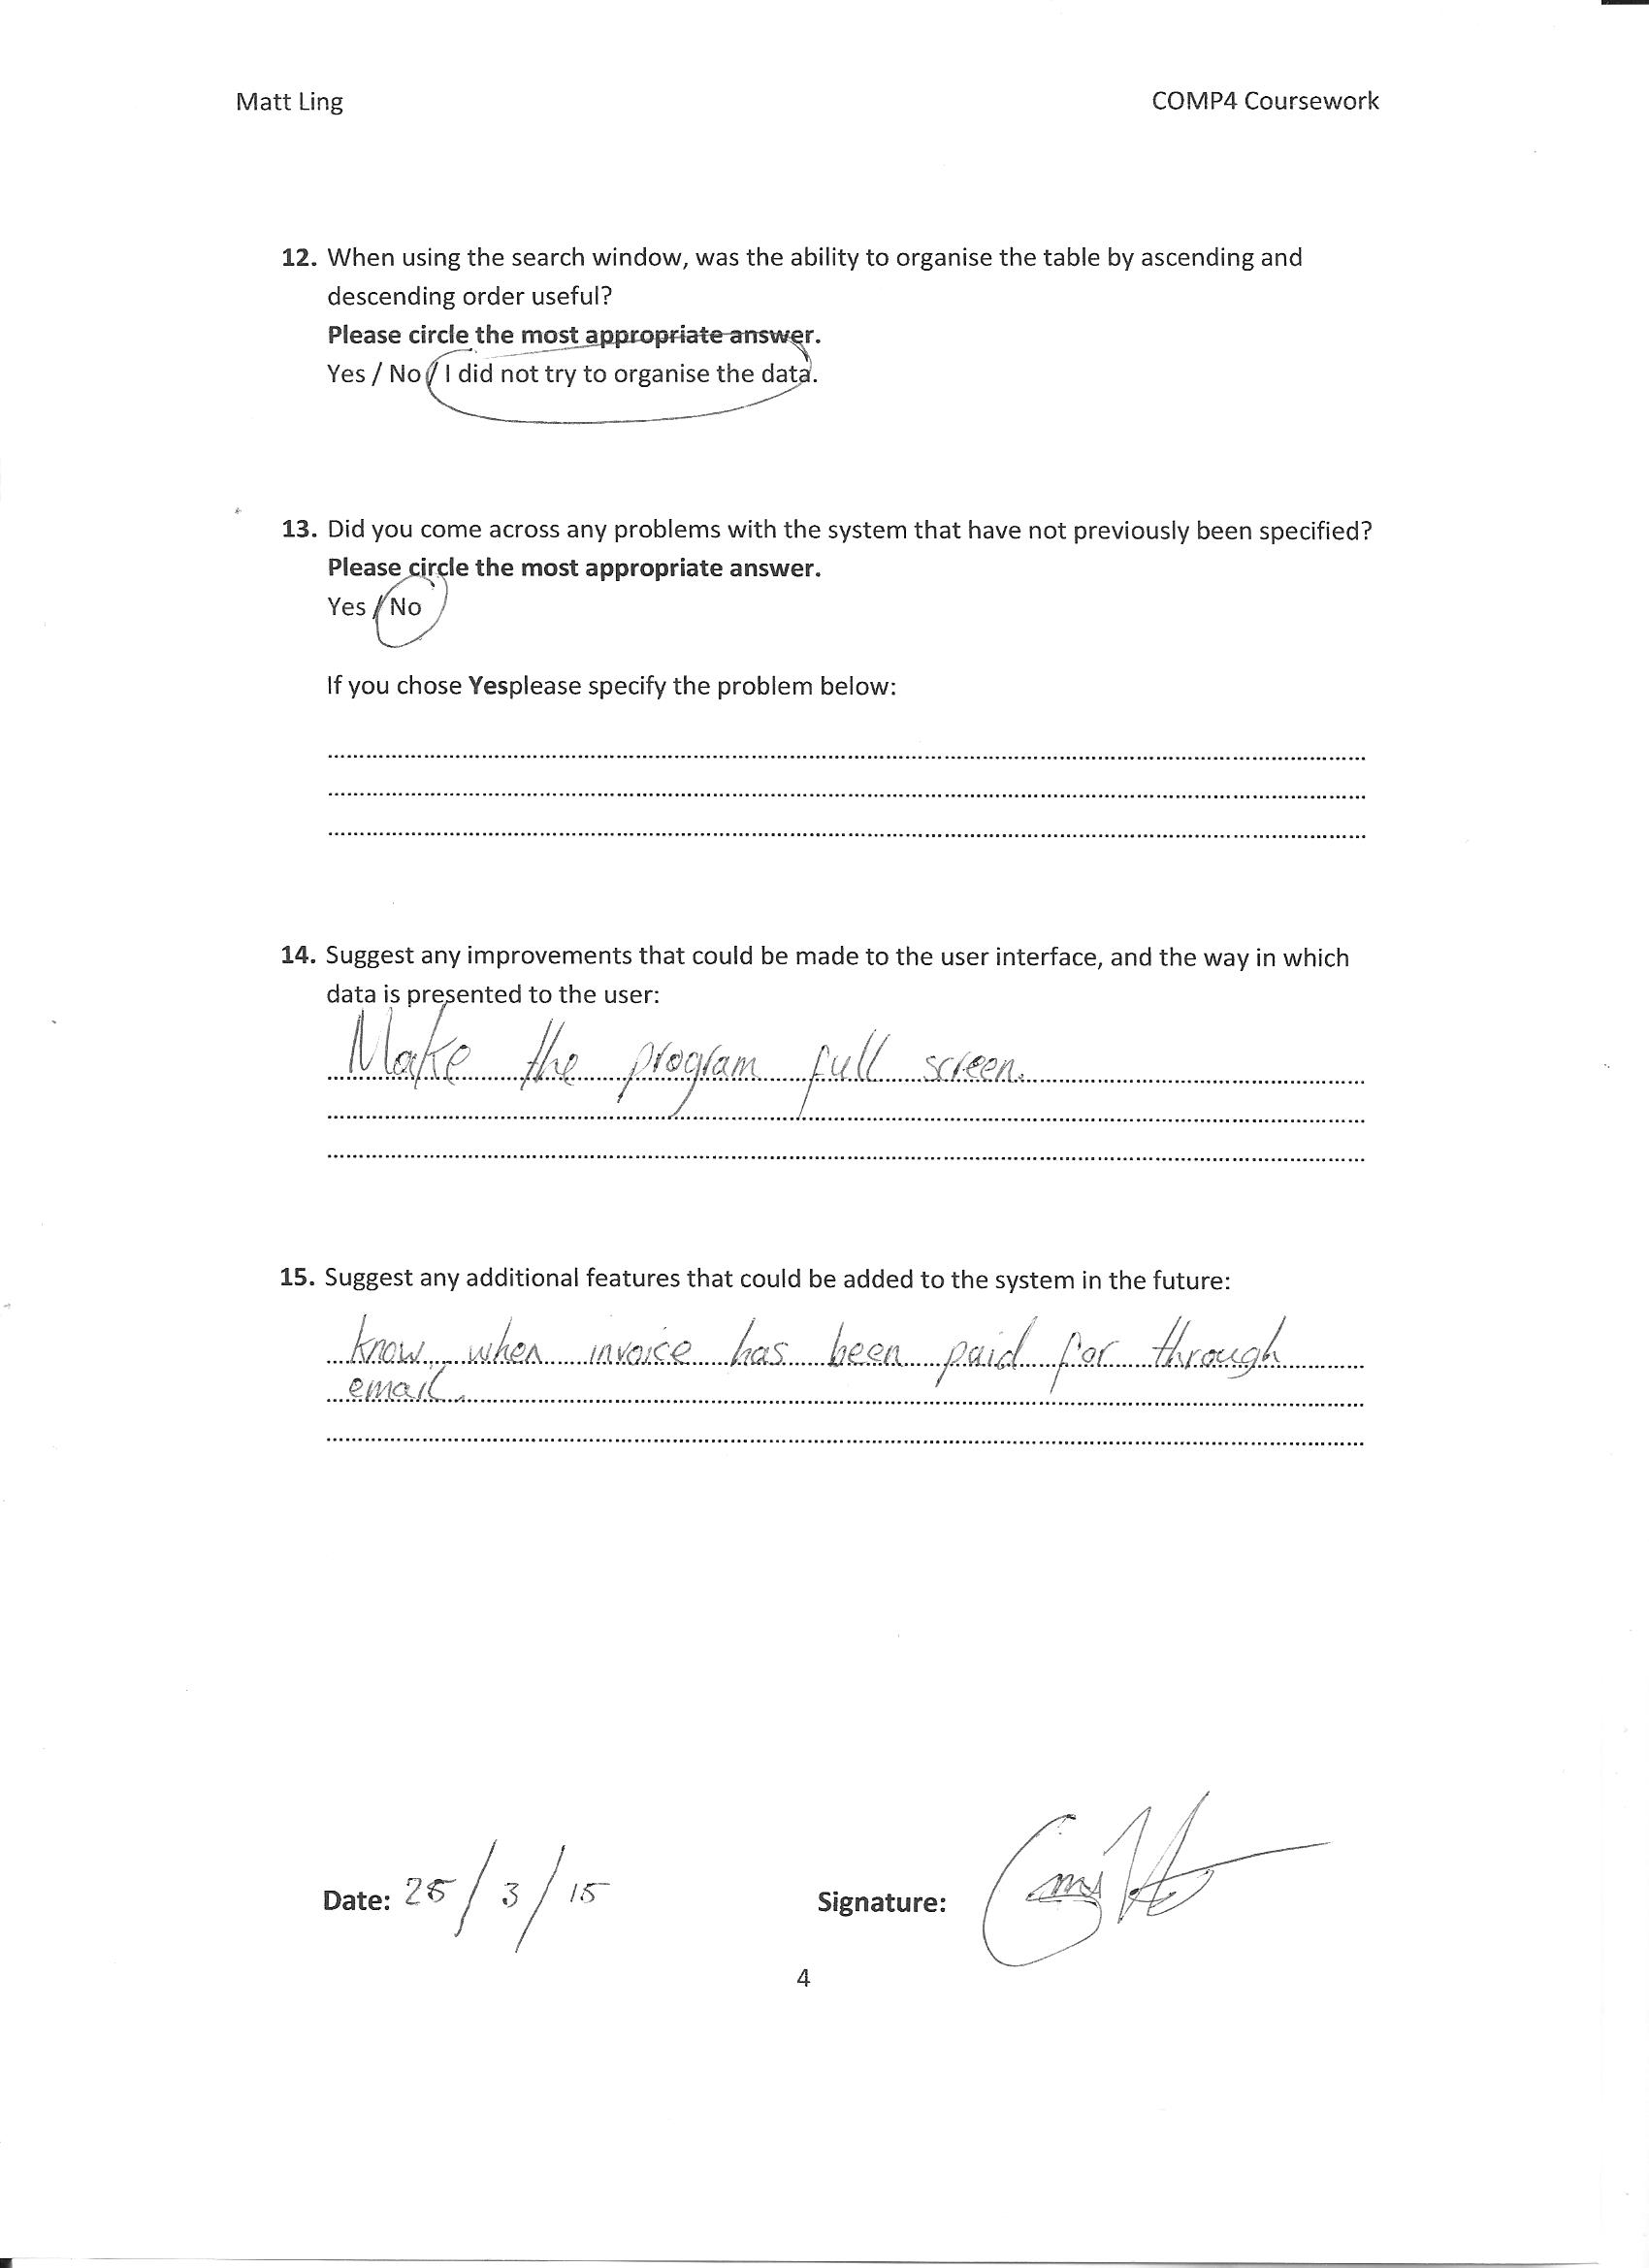 Matt Ling
COMP4 Coursework
12. When using the search window, was the ability to organise the table by ascending and
descending order useful?
Please circle the most appropriate answer.
Yes / No / I did not try to organise the data.
13. Did you come across any problems with the system that have not previously been specified?
Please circle the most appropriate answer.
Yes / No
If you chose Yesplease specify the problem below:
14. Suggest any improvements that could be made to the user interface, and the way in which
data is presented to the user:
Make the program full screen.
15. Suggest any additional features that could be added to the system in the future:
know when invoice has been paid for through
email.
Date: 25/3/15
Signature:
4